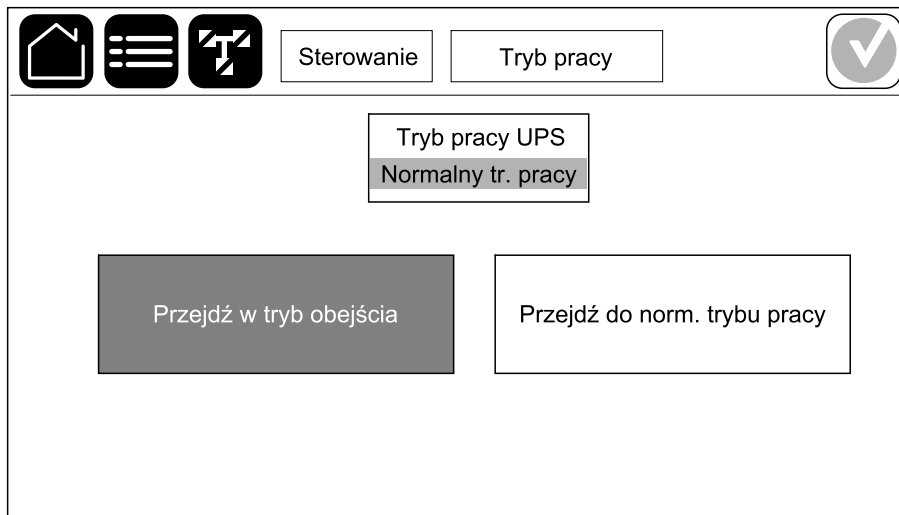 Sterowanie
Tryb pracy
Tryb pracy UPS
Normalny tr. pracy
Przejdź w tryb obejścia
Przejdź do norm. trybu pracy